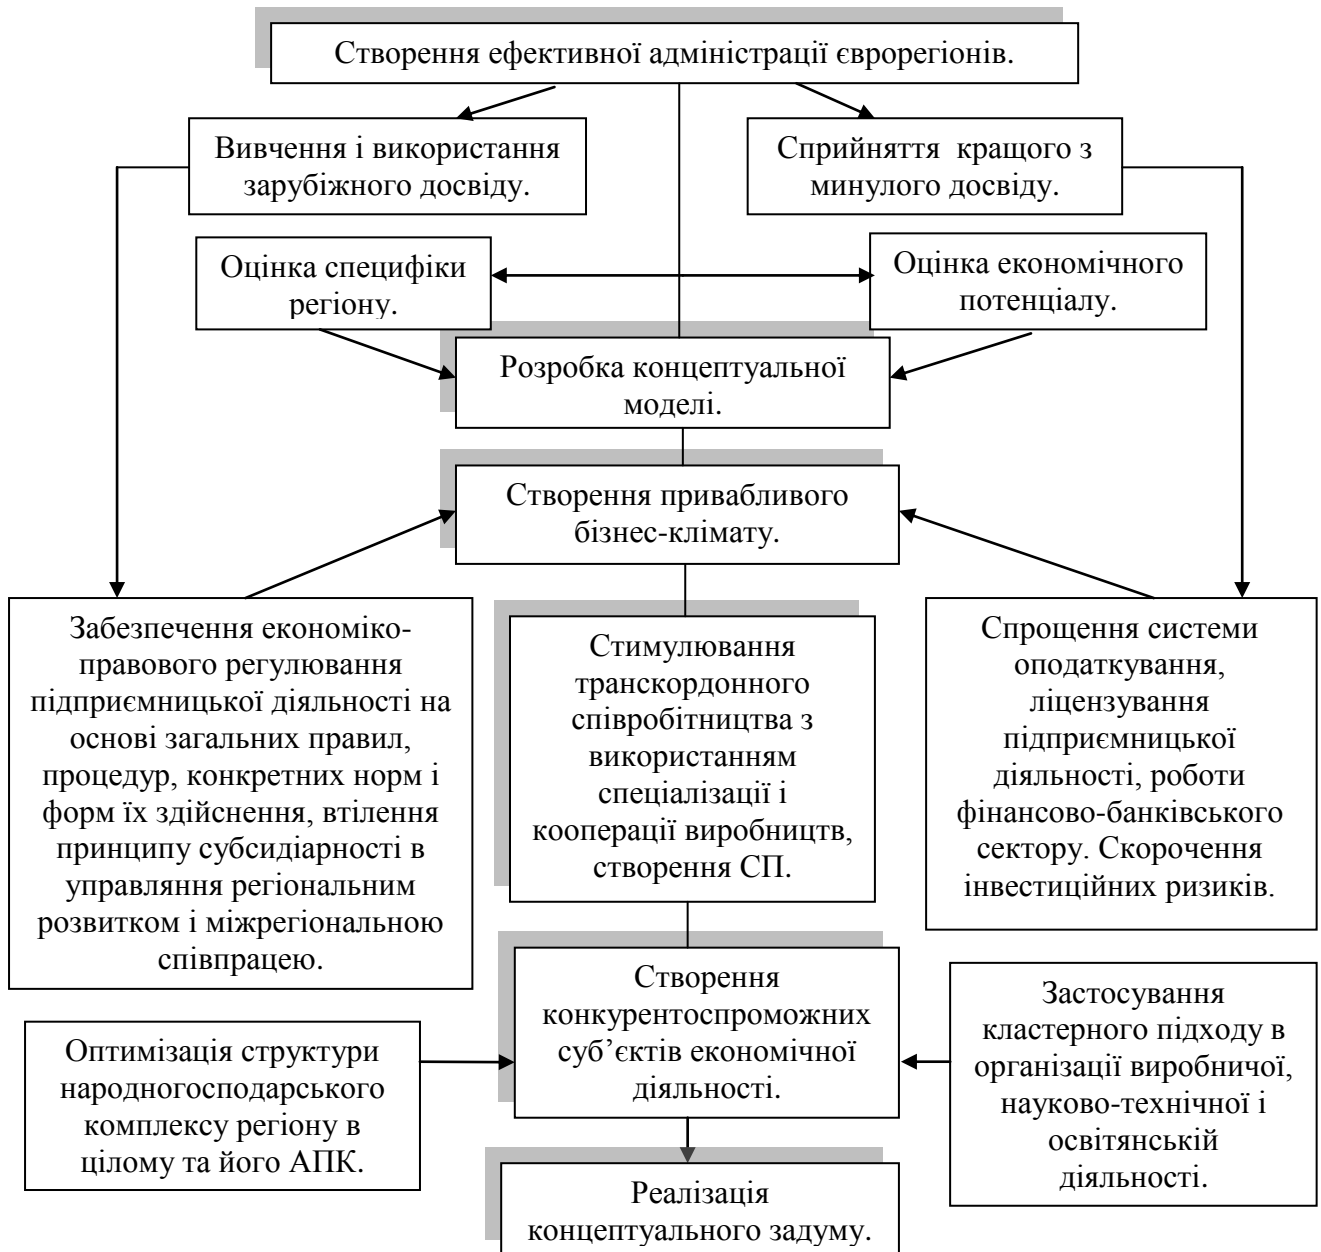 Створення ефективної адміністрації єврорегіонів.
Вивчення і використання
зарубіжного досвіду.
Сприйняття кращого з
минулого досвіду.
Оцінка специфіки
регіону.
Оцінка економічного
потенціалу.
Розробка концептуальної
моделі.
Створення привабливого
бізнес-клімату.
Забезпечення економіко-
правового регулювання
підприємницької діяльності на
основі загальних правил,
процедур, конкретних норм і
форм їх здійснення, втілення
принципу субсидіарності в
управляння регіональним
розвитком і міжрегіональною
співпрацею.
Стимулювання
транскордонного
співробітництва з
використанням
спеціалізації і
кооперації виробництв,
створення СП.
Спрощення системи
оподаткування,
ліцензування
підприємницької
діяльності, роботи
фінансово-банківського
сектору. Скорочення
інвестиційних ризиків.
Оптимізація структури
народногосподарського
комплексу регіону в
цілому та його АПК.
Створення
конкурентоспроможних
суб’єктів економічної
діяльності.
Застосування
кластерного підходу в
організації виробничої,
науково-технічної і
освітянській
діяльності.
Реалізація
концептуального задуму.